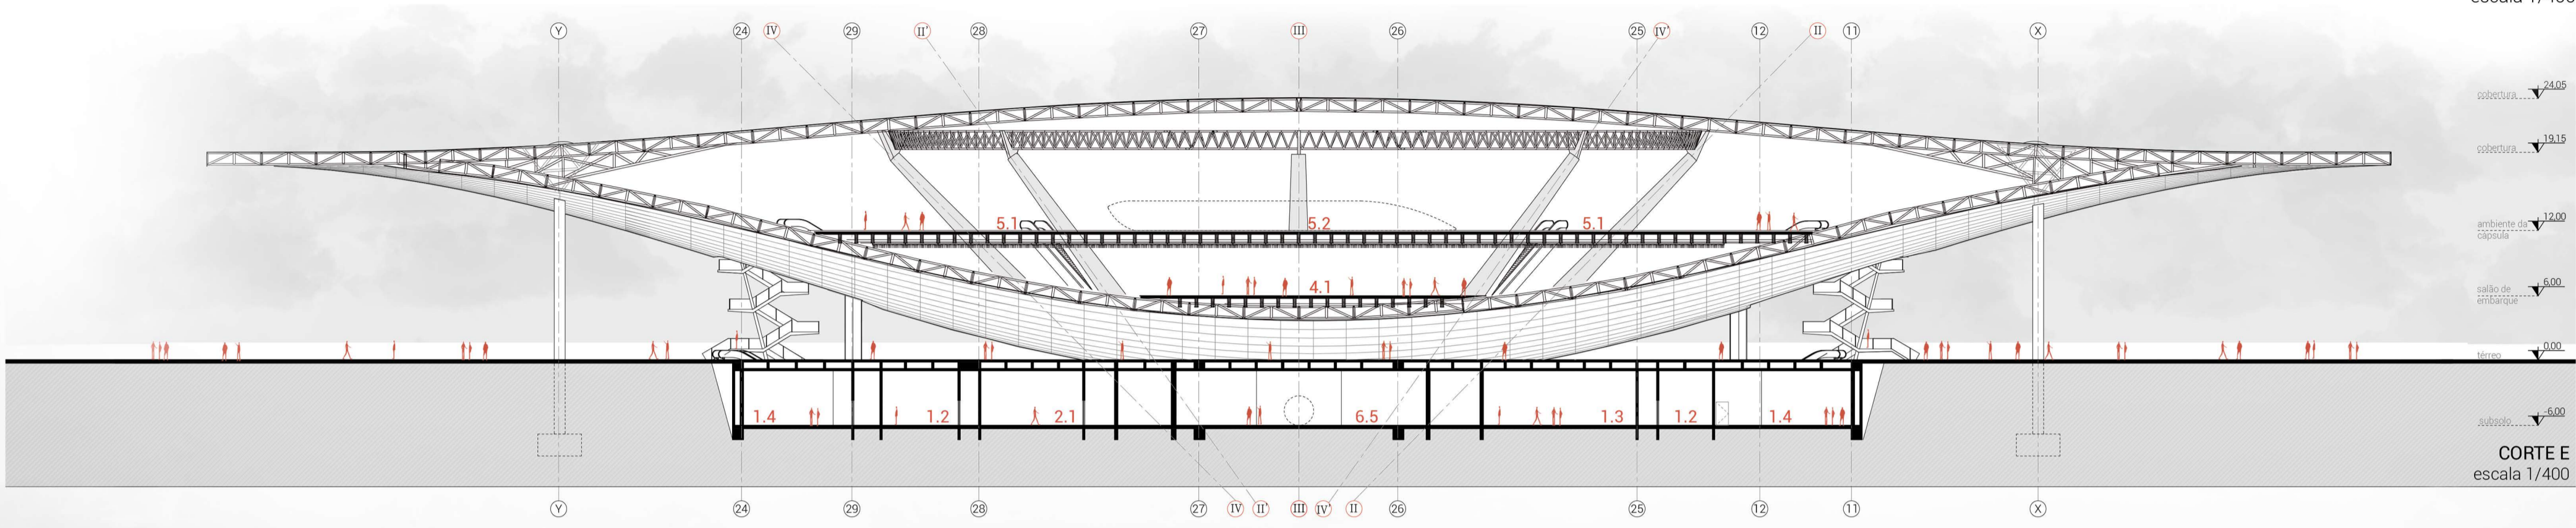 escala 1/400
Y 24 IV 29 II' 28 27 III 26 25 IV' 12 II 11 X
24,05
cobertura
19,15
cobertura
12,00
ambiente da
cápsula
5.1 5.2 5.1
6,00
salão de
embarque
4.1
0,00
térreo
-6,00
subsolo
1.4 1.2 2.1 6.5 1.3 1.2 1.4
CORTE E
escala 1/400
Y 24 29 28 27 IV II' III IV' 26 II 25 12 11 X